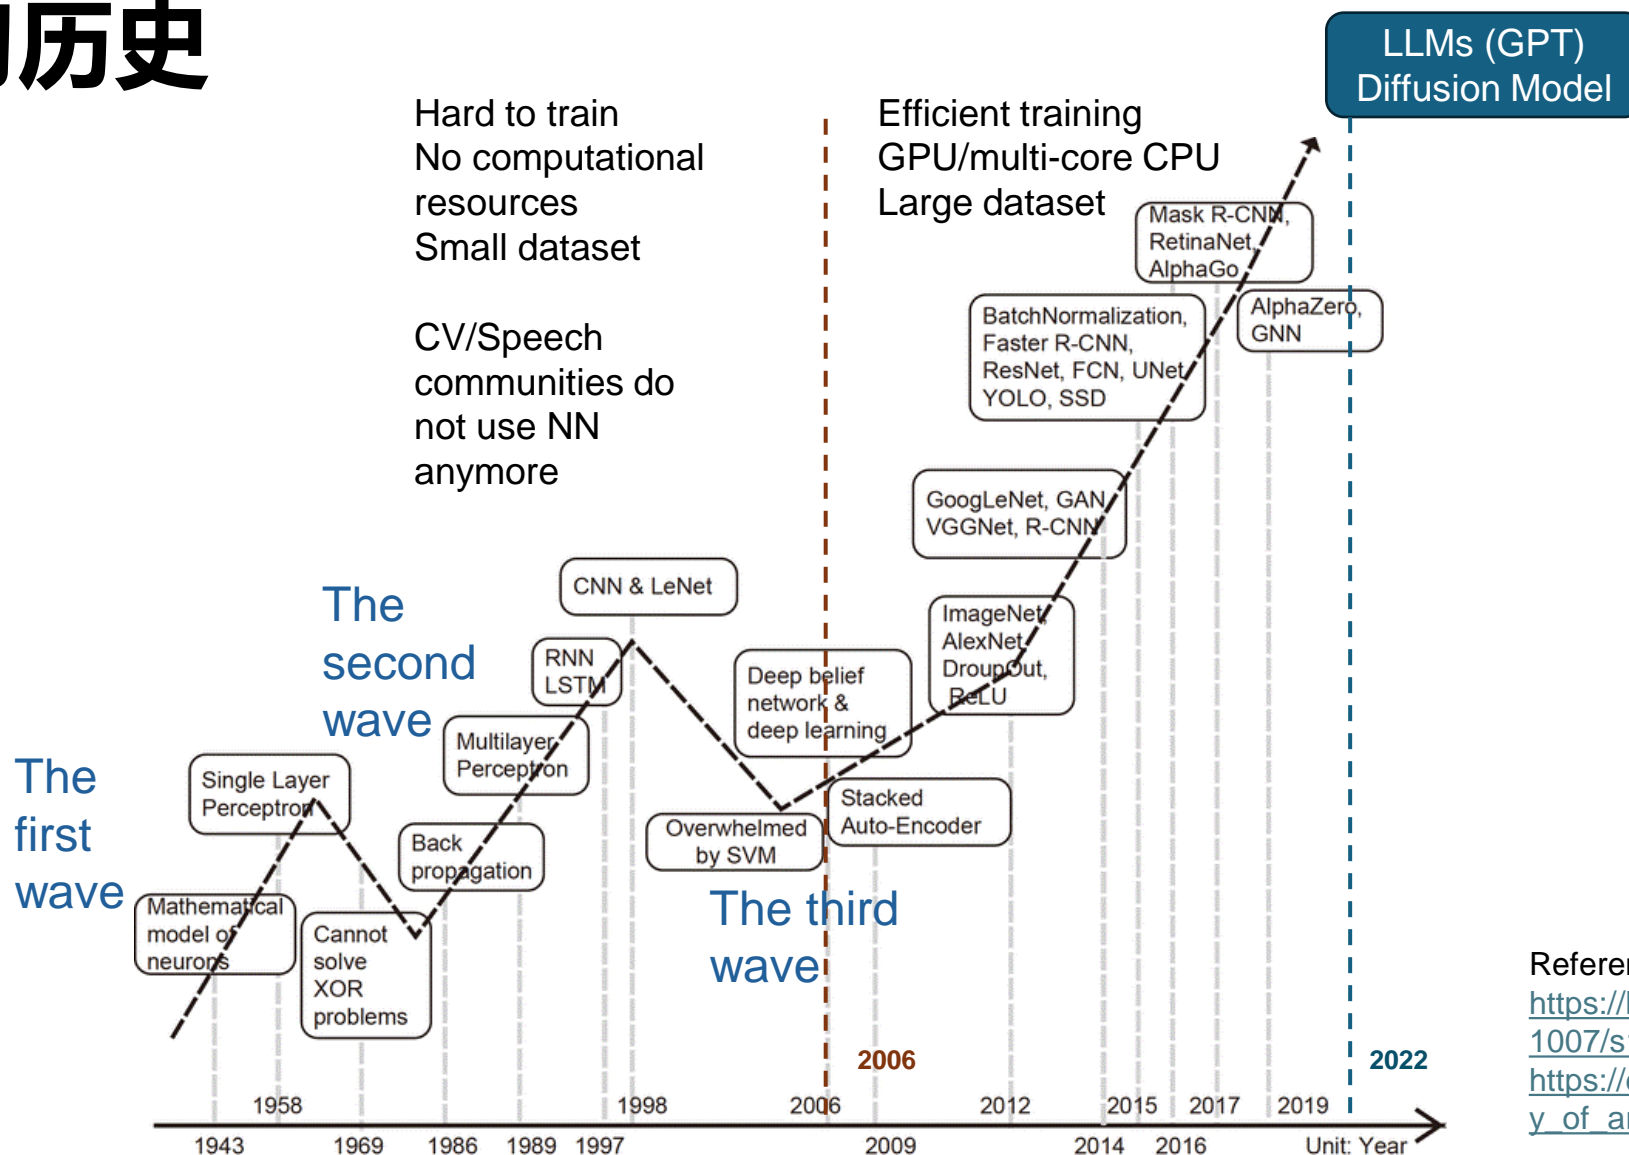 历史
LLMs (GPT)
Diffusion Model
Hard to train
No computational
resources
Small dataset
CV/Speech
communities do
not use NN
anymore
Efficient training
GPU/multi-core CPU
Large dataset
Mask R-CNN,
RetinaNet,
AlphaGo
AlphaZero,
GNN
BatchNormalization,
Faster R-CNN,
ResNet, FCN, UNet
YOLO, SSD
GoogLeNet, GAN
VGGNet, R-CNN
ImageNet,
AlexNet
DroupOut,
ReLU
CNN & LeNet
The
second
wave
RNN
LSTM
Deep belief
network &
deep learning
Multilayer
Perceptron
The
first
wave
Single Layer
Perceptron
Stacked
Auto-Encoder
Overwhelmed
by SVM
Back
propagation
The third
wave
Mathematical
model of
neurons
Cannot
solve
XOR
problems
2006
2022
1958
1998
2006
2012
2015
2017
2019
1943
1969
1986
1989
1997
2009
2014
2016
Unit: Year
https://
1007/s
https://
y_of_a